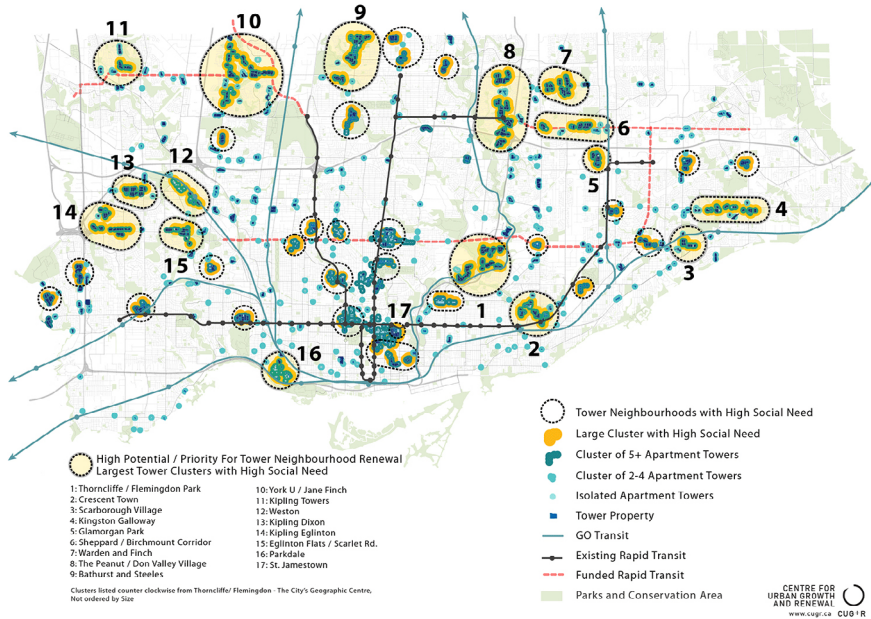 11
10
9
8
7
6
5
4
3
2
1
17
16
15
14
13
12
Tower Neighbourhoods with High Social Need
Large Cluster with High Social Need
Cluster of 5+ Apartment Towers
Cluster of 2-4 Apartment Towers
Isolated Apartment Towers
Tower Property
GO Transit
Existing Rapid Transit
Funded Rapid Transit
Parks and Conservation Area
High Potential / Priority For Tower Neighbourhood Renewal
Largest Tower Clusters with High Social Need
1: Thorncliffe / Flemingdon Park
2: Crescent Town
3: Scarborough Village
4: Kingston Galloway
5: Glamorgan Park
6: Sheppard / Birchmount Corridor
7: Warden and Finch
8: The Peanut / Don Valley Village
9: Bathurst and Steeles
10: York U / Jane Finch
11: Kipling Towers
12: Weston
13: Kipling Dixon
14: Kipling Eglinton
15: Eglinton Flats / Scarlet Rd.
16: Parkdale
17: St. Jamestown
Clusters listed counter clockwise from Thorncliffe/ Flemingdon - The City's Geographic Centre,
Not ordered by Size
CENTRE FOR
URBAN GROWTH
AND RENEWAL
www.cugr.ca CUG+R